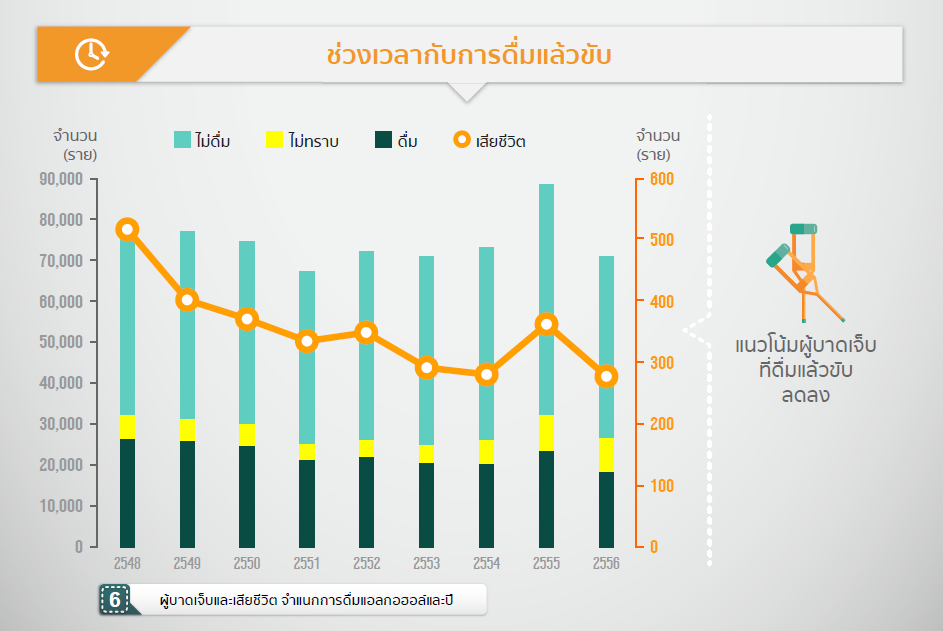 ช่วงเวลากับการดื่มแล้วขับ
จำนวน
(ราย)
ไม่ดื่ม
ไม่ทราบ
ดื่ม
เสียชีวิต
จำนวน
(ราย)
90,000
80,000
70,000
60,000
50,000
40,000
30,000
20,000
10,000
0
600
500
400
300
200
100
0
2548 2549 2550 2551 2552 2553 2554 2555 2556
แนวโน้มผู้บาดเจ็บ
ที่ดื่มแล้วขับ
ลดลง
6 ผู้บาดเจ็บและเสียชีวิต จำแนกการดื่มแอลกอฮอล์และปี